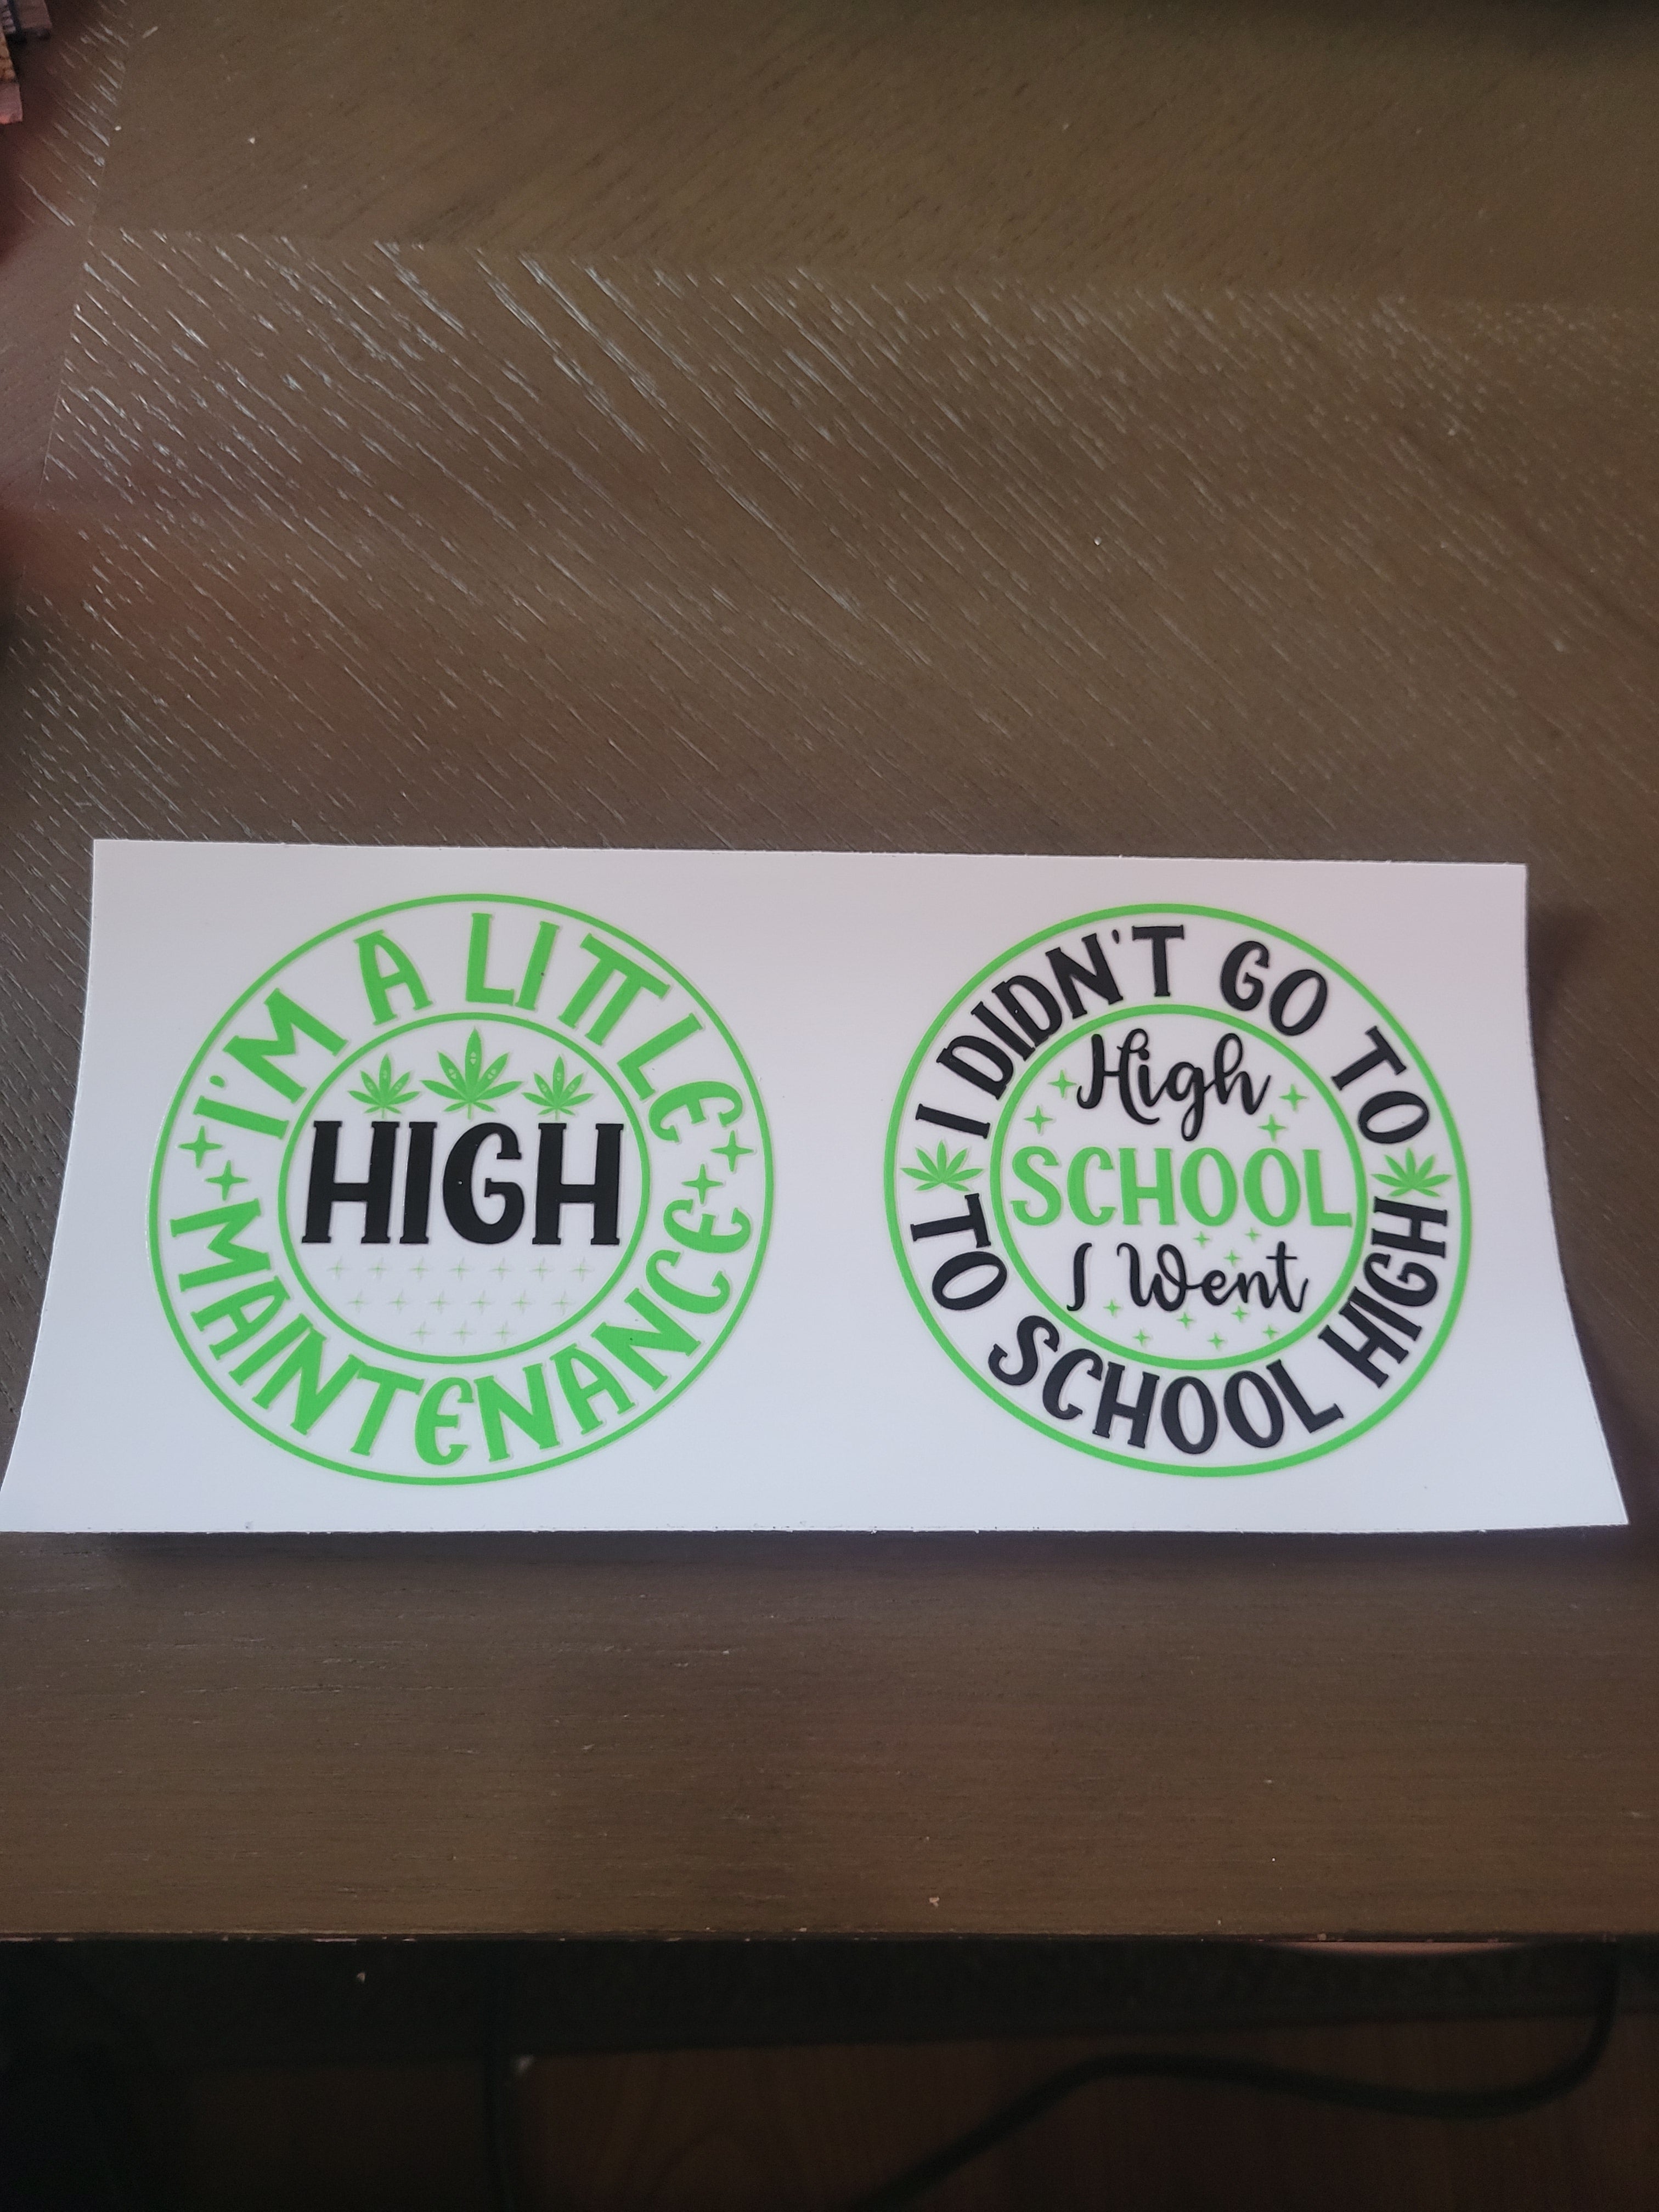 I'M A LITTLE
HIGH
MAINTENANCE
I DIDN'T GO TO
High
SCHOOL
I Went
TO SCHOOL HIGH